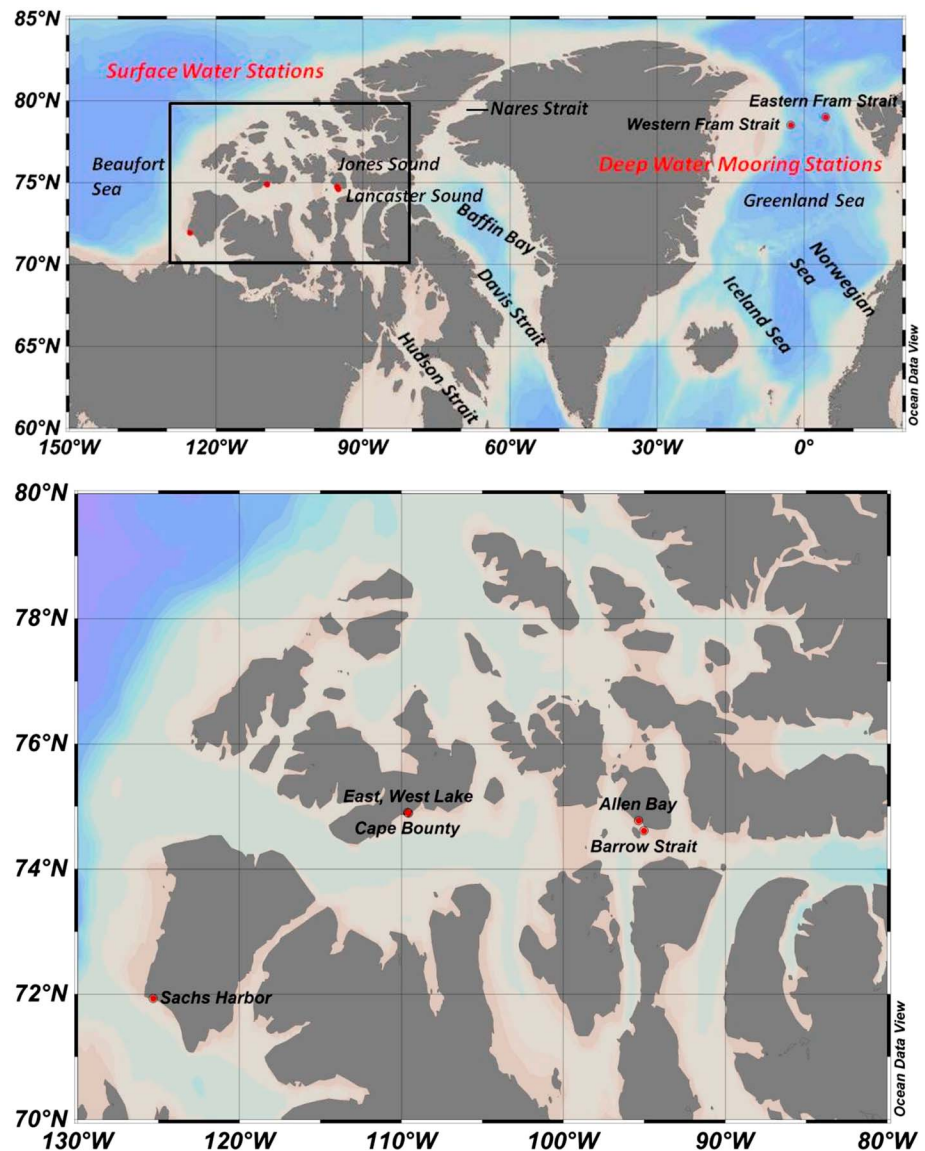 85°N
80°N
75°N
70°N
65°N
60°N
150°W
120°W
90°W
60°W
30°W
0°
Surface Water Stations
Nares Strait
Eastern Fram Strait
Western Fram Strait
Deep Water Mooring Stations
Beaufort
Sea
Jones Sound
Lancaster Sound
Greenland Sea
Baffin Bay
Davis Strait
Hudson Strait
Iceland Sea
Norwegian
Sea
Ocean Data View
80°N
78°N
76°N
74°N
72°N
70°N
130°W
120°W
110°W
100°W
90°W
80°W
East, West Lake
Cape Bounty
Allen Bay
Barrow Strait
Sachs Harbor
Ocean Data View